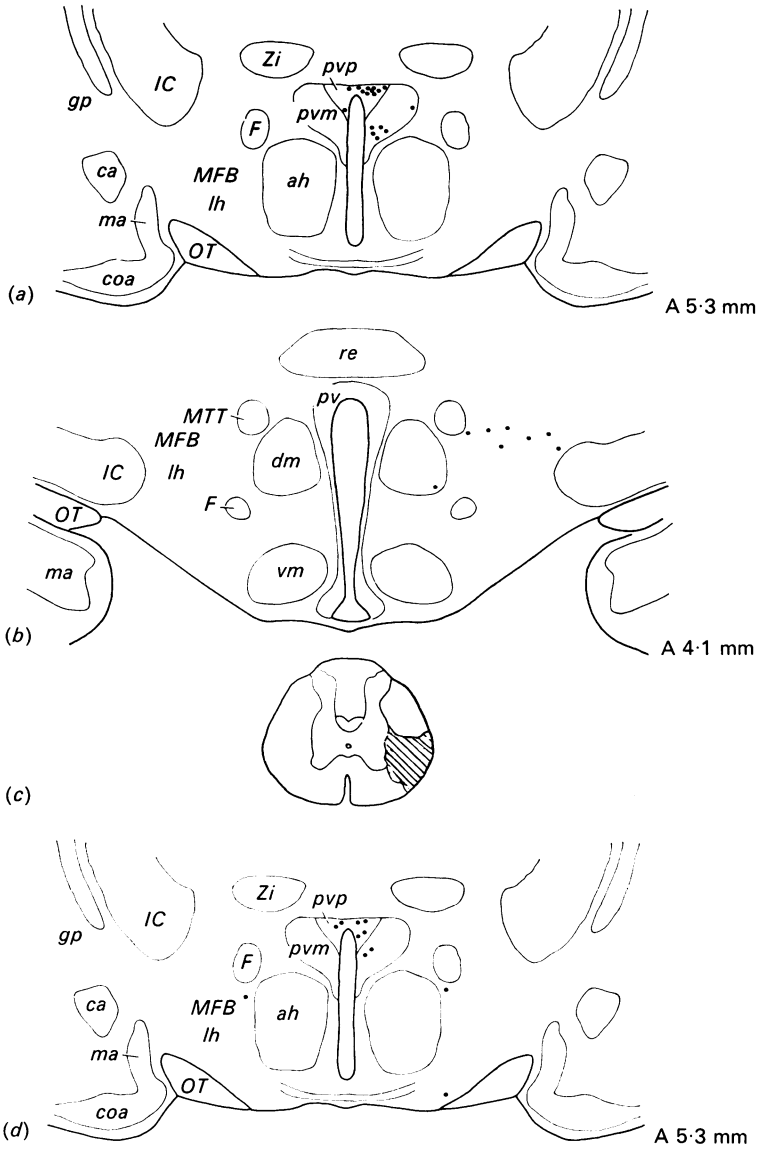 Zi
pvp
IC
gp
pvm
F
ca
MFB
ah
lh
ma
OT
coa
(a)
A 5·3 mm
re
pv
MTT
MFB
dm
IC
lh
F
OT
ma
vm
(b)
A 4·1 mm
(c)
Zi
pvp
IC
gp
pvm
F
ca
MFB
ah
lh
ma
OT
coa
(d)
A 5·3 mm